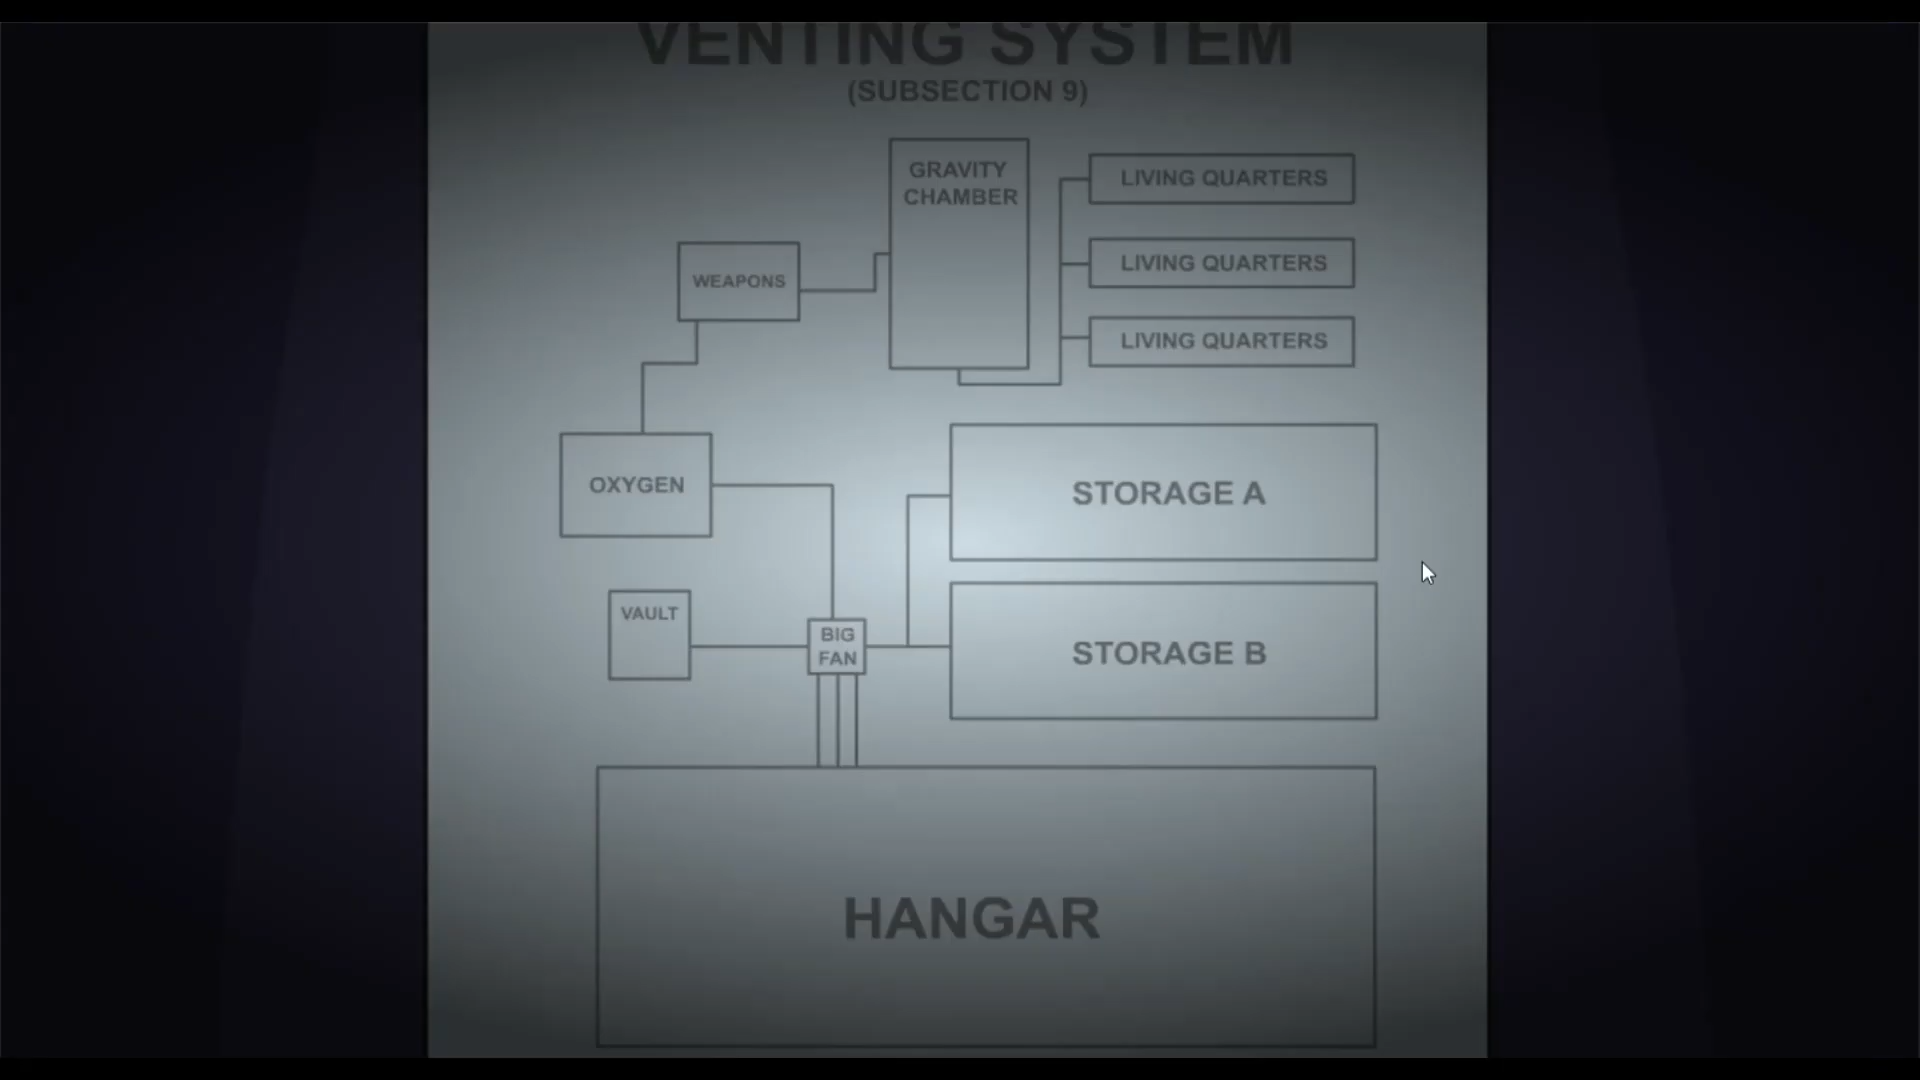 VENTING SYSTEM
(SUBSECTION 9)
GRAVITY
CHAMBER
LIVING QUARTERS
WEAPONS
LIVING QUARTERS
LIVING QUARTERS
OXYGEN
STORAGE A
VAULT
BIG
FAN
STORAGE B
HANGAR